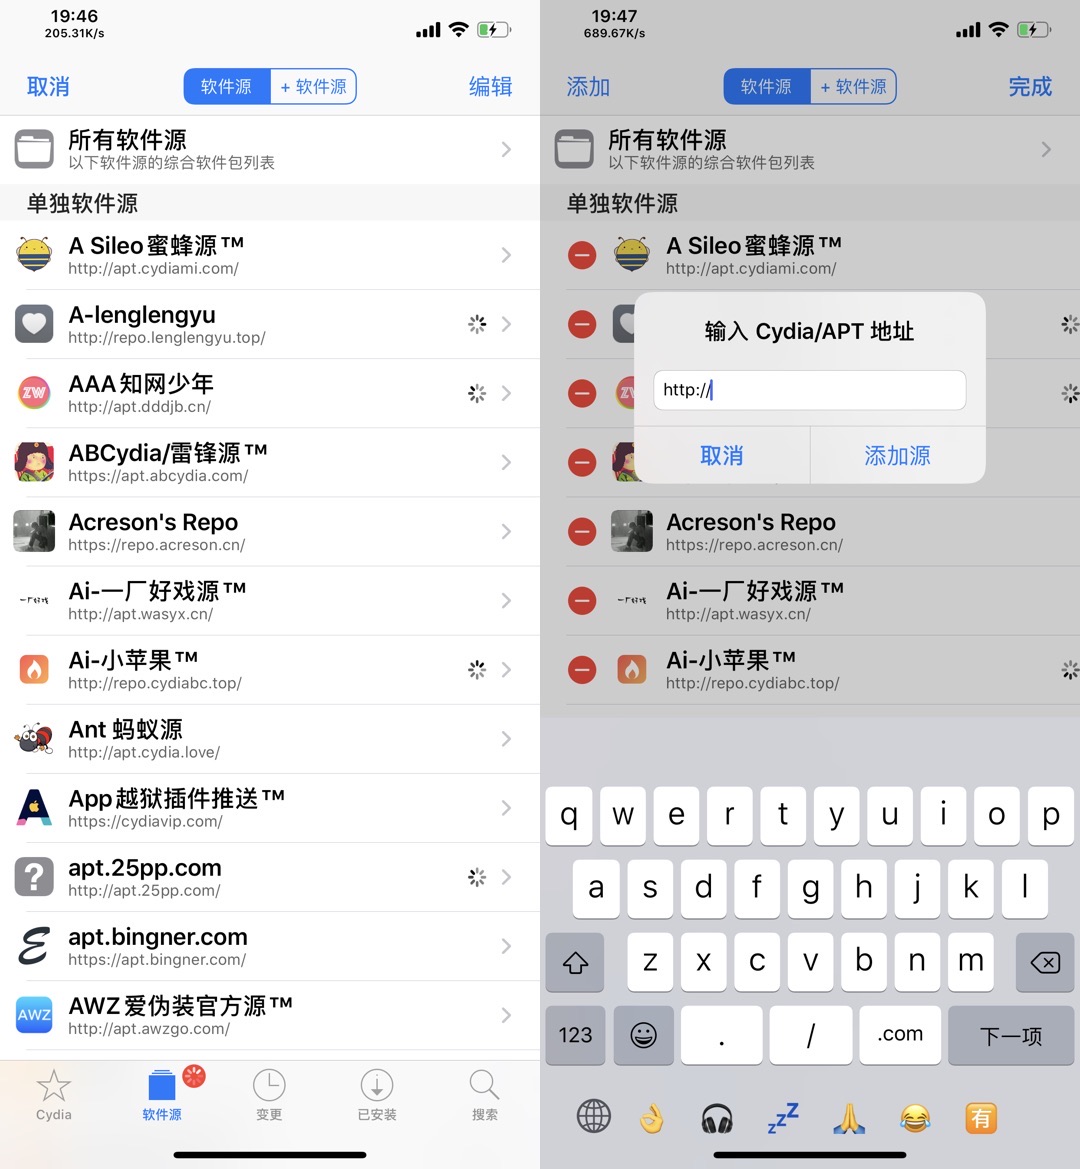 19:46
205.31K/s
取消
软件源
+ 软件源
编辑
所有软件源
以下软件源的综合软件包列表
单独软件源
A Sileo蜜蜂源™
http://apt.cydiami.com/
A-lenglengyu
http://repo.lenglengyu.top/
ZW
AAA知网少年
http://apt.dddjb.cn/
ABCydia/雷锋源™
https://apt.abcydia.com/
Acreson's Repo
https://repo.acreson.cn/
一厂好戏
Ai-一厂好戏源™
http://apt.wasyx.cn/
Ai-小苹果™
http://repo.cydiabc.top/
Ant 蚂蚁源
http://apt.cydia.love/
App越狱插件推送™
https://cydiavip.com/
?
apt.25pp.com
http://apt.25pp.com/
apt.bingner.com
https://apt.bingner.com/
AWZ
AWZ爱伪装官方源™
http://apt.awzgo.com/
Cydia
软件源
变更
已安装
搜索
19:47
689.67K/s
添加
软件源
+ 软件源
完成
所有软件源
以下软件源的综合软件包列表
单独软件源
A Sileo蜜蜂源™
http://apt.cydiami.com/
输入 Cydia/APT 地址
http://
取消
添加源
Acreson's Repo
https://repo.acreson.cn/
一厂好戏
Ai-一厂好戏源™
http://apt.wasyx.cn/
Ai-小苹果™
http://repo.cydiabc.top/
q w e r t y u i o p
a s d f g h j k l
z x c v b n m
123 . / .com 下一项
zZZ 有